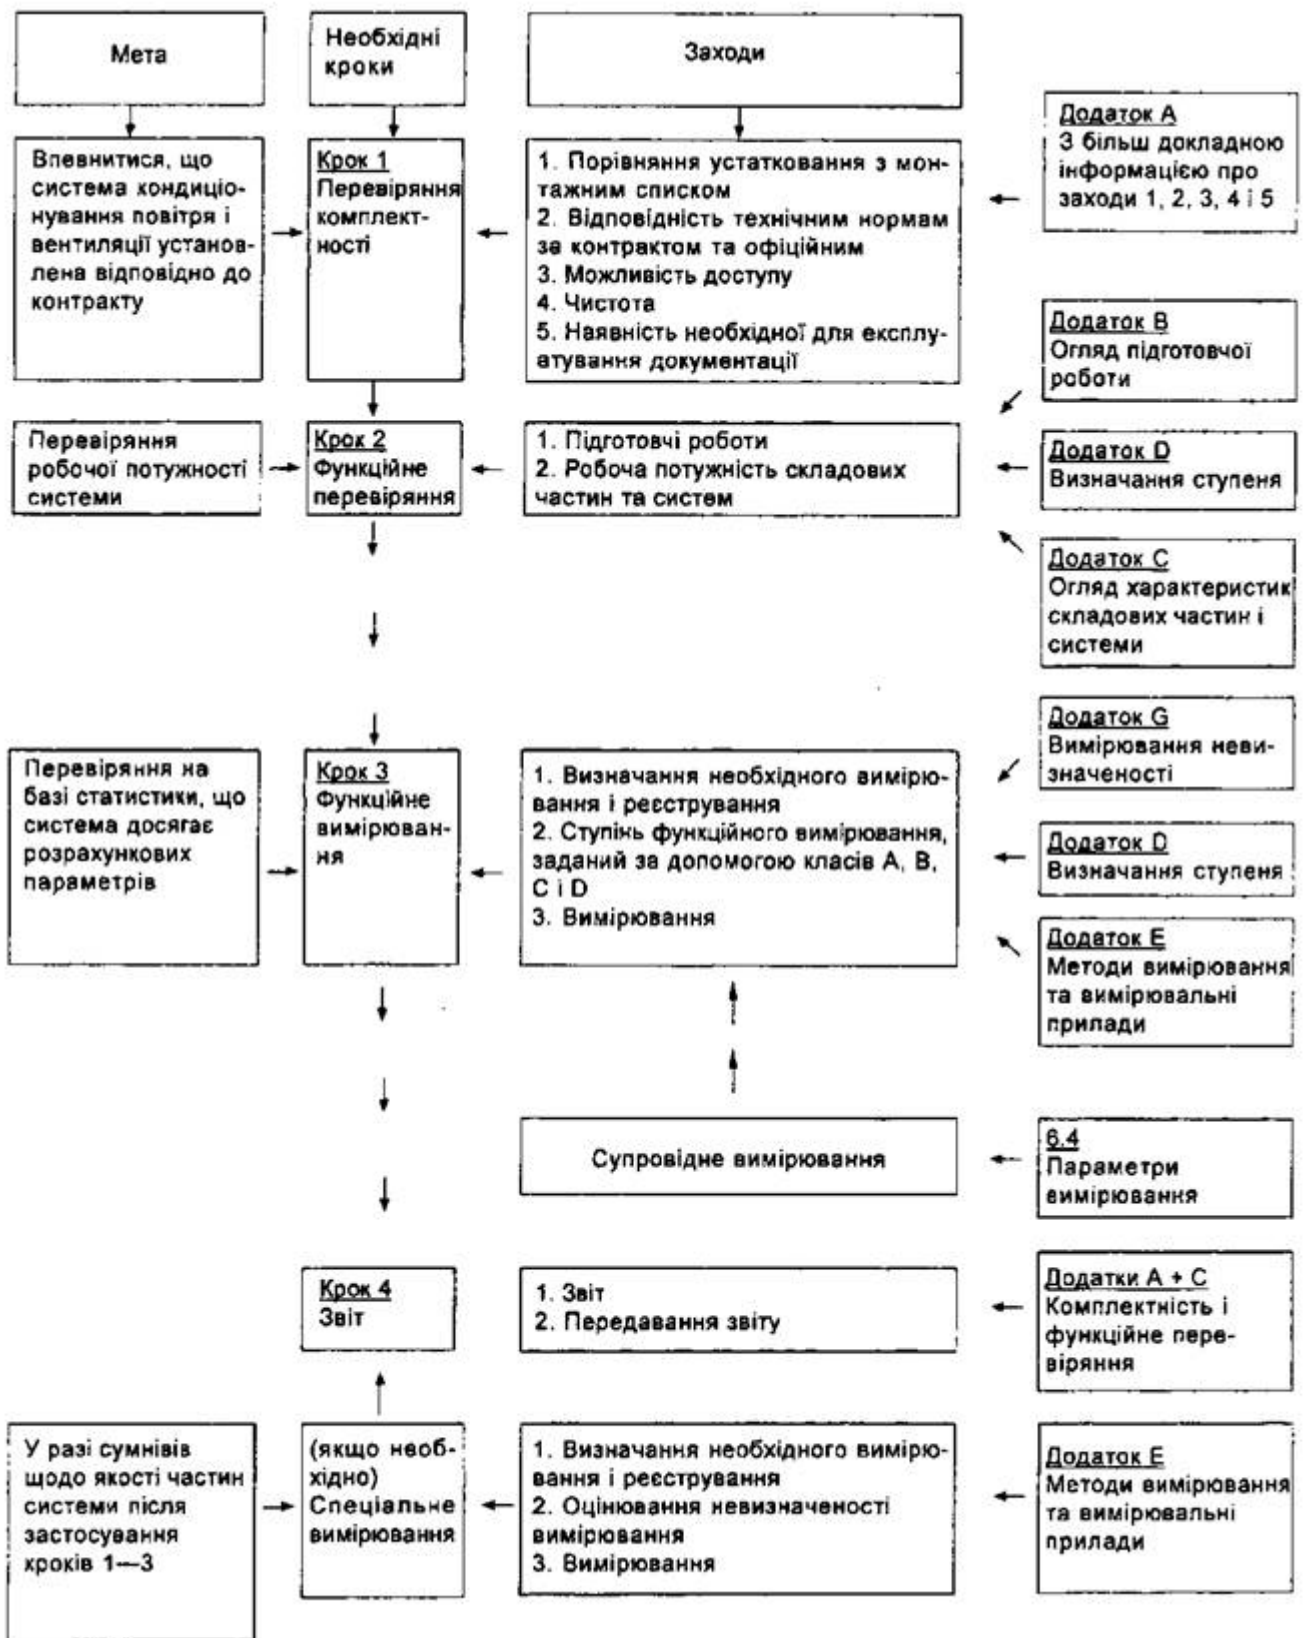 Мета
Необхідні
кроки
Заходи
Впевнитися, що
система кондиціо-
нування повітря і
вентиляції установ-
лена відповідно до
контракту
Крок 1
Перевіряння
комплект-
ності
1. Порівняння устатковання з мон-
тажним списком
2. Відповідність технічним нормам
за контрактом та офіційним
3. Можливість доступу
4. Чистота
5. Наявність необхідної для експлу-
атування документації
Додаток А
З більш докладною
інформацією про
заходи 1, 2, 3, 4 і 5
Додаток В
Огляд підготовчої
роботи
Перевіряння
робочої потужності
системи
Крок 2
Функційне
перевіряння
1. Підготовчі роботи
2. Робоча потужність складових
частин та систем
Додаток D
Визначання ступеня
Додаток С
Огляд характеристик
складових частин і
системи
Додаток G
Вимірювання неви-
значеності
Перевіряння на
базі статистики, що
система досягає
розрахункових
параметрів
Крок 3
Функційне
вимірюван-
ня
1. Визначання необхідного вимірю-
вання і реєстрування
2. Ступінь функційного вимірювання,
заданий за допомогою класів А, В,
С і D
3. Вимірювання
Додаток D
Визначання ступеня
Додаток Е
Методи вимірювання
та вимірювальні
прилади
Супровідне вимірювання
6.4
Параметри
вимірювання
Крок 4
Звіт
1. Звіт
2. Передавання звіту
Додатки А + С
Комплектність і
функційне пере-
віряння
У разі сумнівів
щодо якості частин
системи після
застосування
кроків 1—3
(якщо необ-
хідно)
Спеціальне
вимірювання
1. Визначання необхідного вимірю-
вання і реєстрування
2. Оцінювання невизначеності
вимірювання
3. Вимірювання
Додаток Е
Методи вимірювання
та вимірювальні
прилади